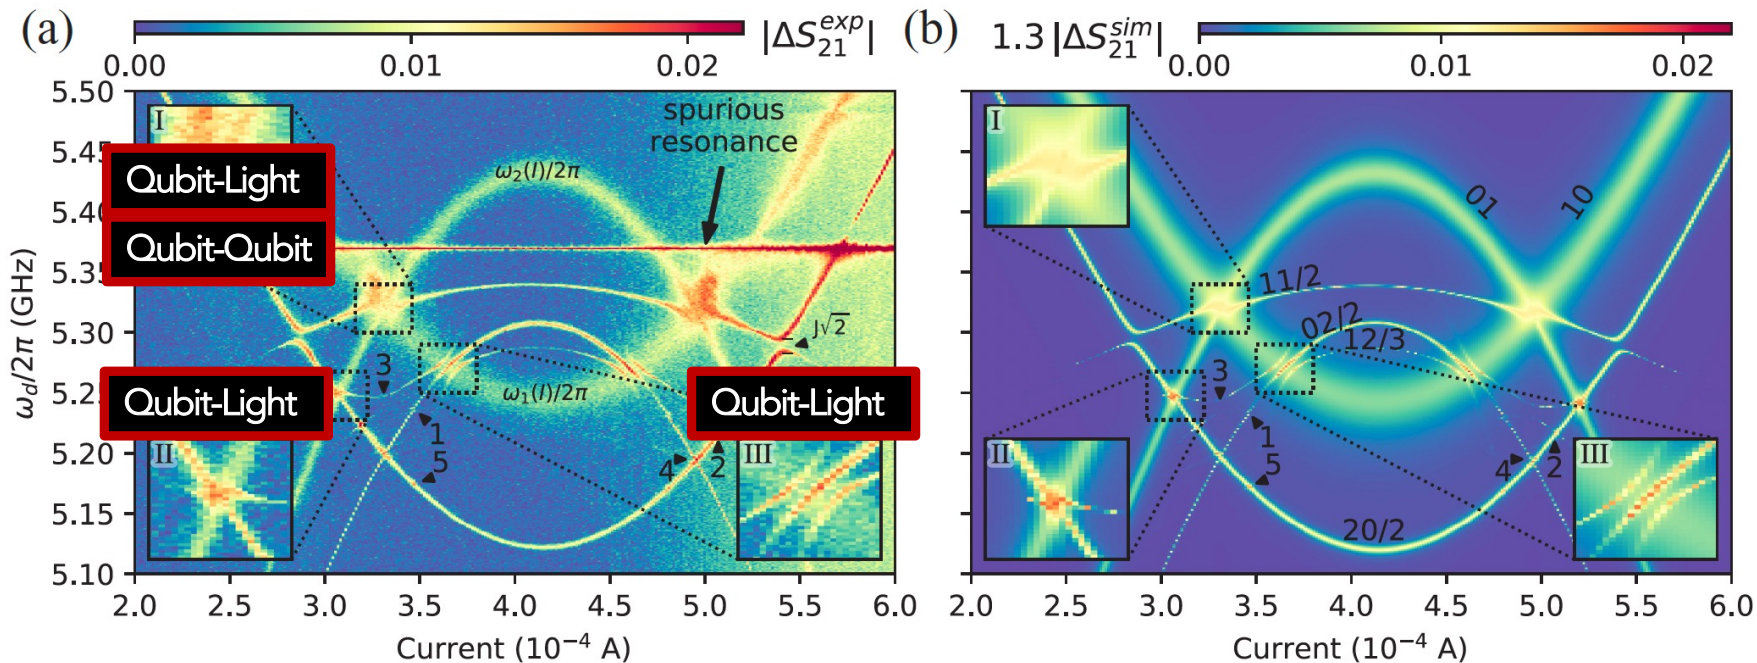 (a)
|ΔS₂₁ᵉˣᵖ|
0.00 0.01 0.02
(b)
1.3 |ΔS₂₁ˢⁱᵐ|
0.00 0.01 0.02
ω_d/2π (GHz)
5.50
5.45
5.40
5.35
5.30
5.25
5.20
5.15
5.10
I
Qubit-Light
Qubit-Qubit
Qubit-Light
Qubit-Light
spurious
resonance
ω₂(I)/2π
J√2
3
ω₁(I)/2π
1
5
4
2
II
III
2.0 2.5 3.0 3.5 4.0 4.5 5.0 5.5 6.0
Current (10⁻⁴ A)
I
01
10
11/2
02/2
12/3
3
1
5
4
2
20/2
II
III
2.0 2.5 3.0 3.5 4.0 4.5 5.0 5.5 6.0
Current (10⁻⁴ A)